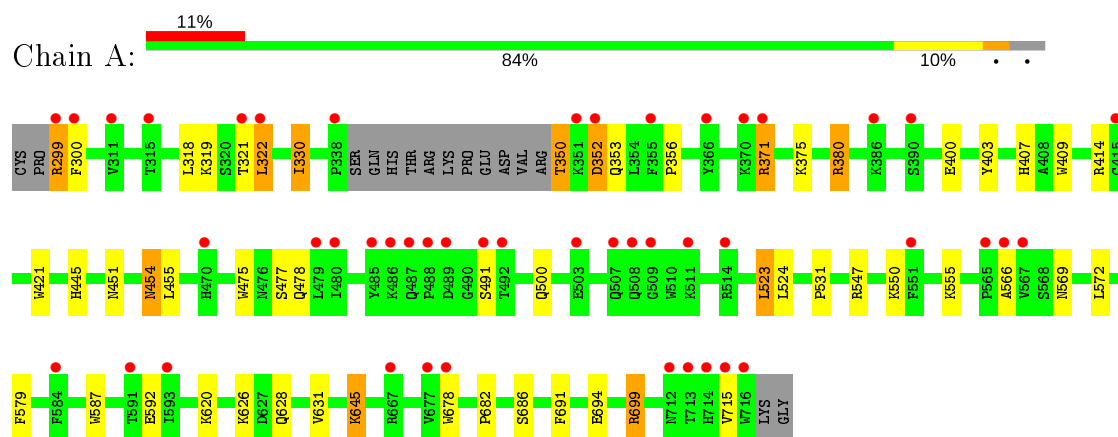 11%
Chain A:
84% 10% • •
CYS PRO R299 F300 V311 T315 L318 K319 S320 T321 L322 I330 P338 SER GLN HIS THR ARG LYS PRO GLU ASP VAL ARG T350 K351 D352 Q353 L354 F355 P356 Y366 K370 R371 K375 R380 K386 S390 E400 Y403 H407 A408 W409 R414
W421 H445 N451 N454 L455 H470 W475 N476 S477 Q478 L479 I480 Y485 K486 Q487 P488 D489 G490 S491 T492 Q500 E503 Q507 Q508 G509 W510 K511 R514 L523 L524 P531 R547 K550 F551 K555 P565 A566 V567 S568 N569 L572
F579 F584 W587 T591 E592 I593 K620 K626 D627 Q628 V631 K645 R667 V677 W678 P682 S686 F691 E694 R699 N712 T713 H714 V715 W716 LYS GLY